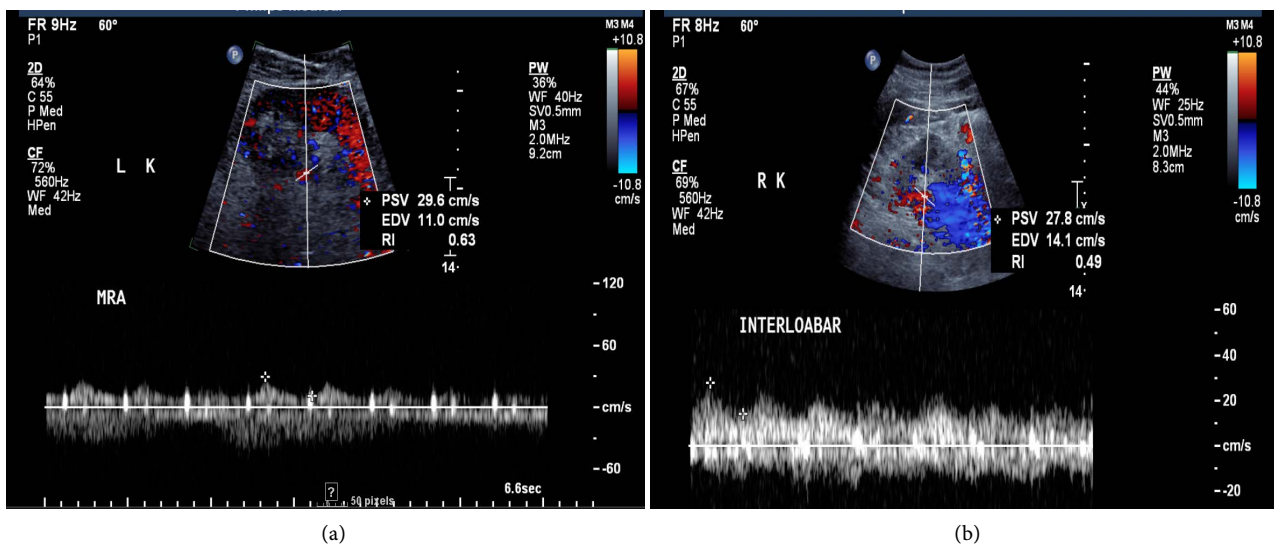 FR 9Hz
60°
P1
2D
64%
C 55
P Med
HPen
CF
72%
560Hz
WF 42Hz
Med
L K
P
M3 M4
+10.8
-10.8
cm/s
PW
36%
WF 40Hz
SV0.5mm
M3
2.0MHz
9.2cm
PSV 29.6 cm/s
EDV 11.0 cm/s
RI 0.63
14
MRA
-120
-60
-cm/s
--60
6.6sec
?
50 pixels
(a)
FR 8Hz
60°
P1
2D
67%
C 55
P Med
HPen
CF
69%
560Hz
WF 42Hz
Med
R K
P
M3 M4
+10.8
-10.8
cm/s
PW
44%
WF 25Hz
SV0.5mm
M3
2.0MHz
8.3cm
PSV 27.8 cm/s
EDV 14.1 cm/s
RI 0.49
14
INTERLOABAR
-60
-40
-20
-cm/s
--20
(b)